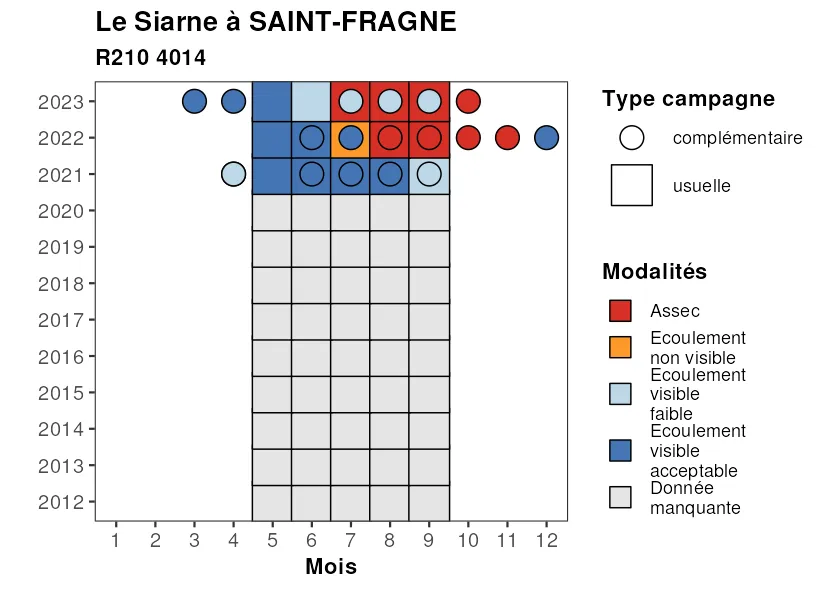 Le Siarne à SAINT-FRAGNE
R210 4014
2023
2022
2021
2020
2019
2018
2017
2016
2015
2014
2013
2012
1 2 3 4 5 6 7 8 9 10 11 12
Mois
Type campagne
complémentaire
usuelle
Modalités
Assec
Ecoulement
non visible
Ecoulement
visible
faible
Ecoulement
visible
acceptable
Donnée
manquante